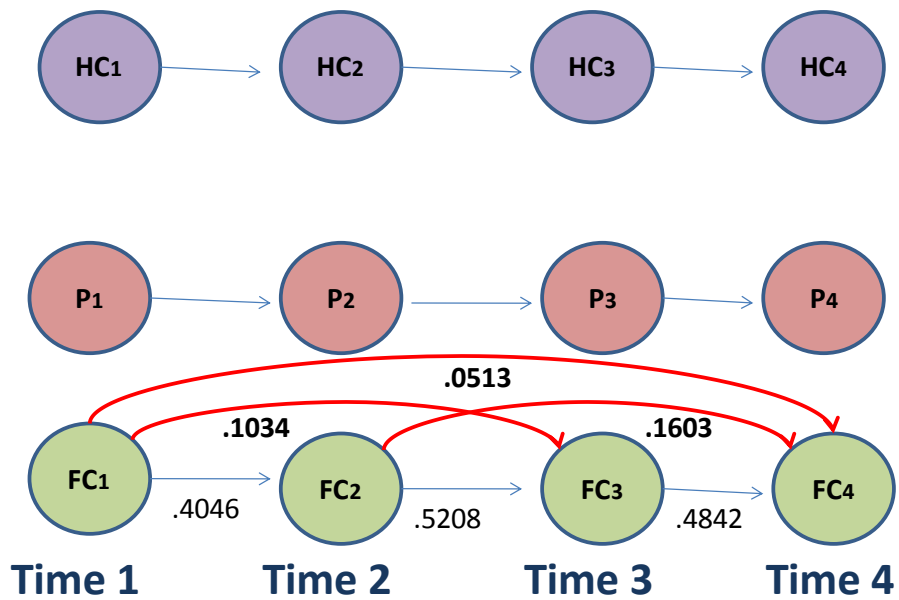 HC1 HC2 HC3 HC4
P1 P2 P3 P4
.0513
.1034 .1603
FC1 FC2 FC3 FC4
.4046 .5208 .4842
Time 1 Time 2 Time 3 Time 4